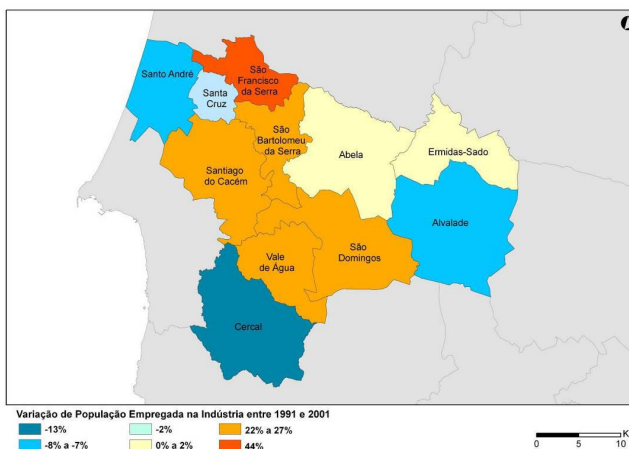 Santo André
São
Francisco
da Serra
Santa
Cruz
São
Bartolomeu
da Serra
Abela
Ermidas-Sado
Santiago
do Cacém
Alvalade
Vale
de Água
São
Domingos
Cercal
Variação de População Empregada na Indústria entre 1991 e 2001
-13% -2% 22% a 27%
-8% a -7% 0% a 2% 44%
K
0 5 10